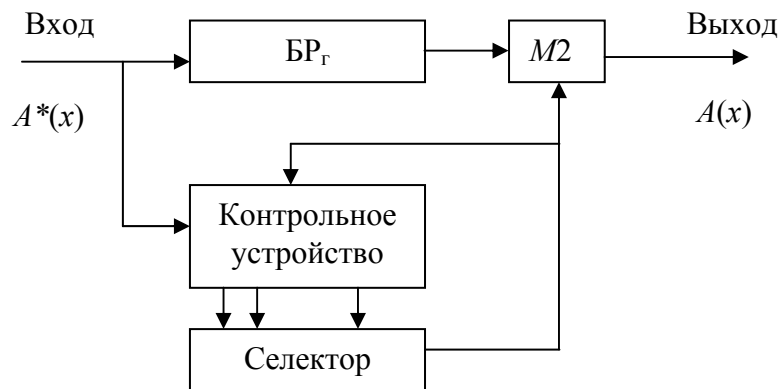 Вход
БРг
М2
Выход
A*(x)
A(x)
Контрольное
устройство
Селектор